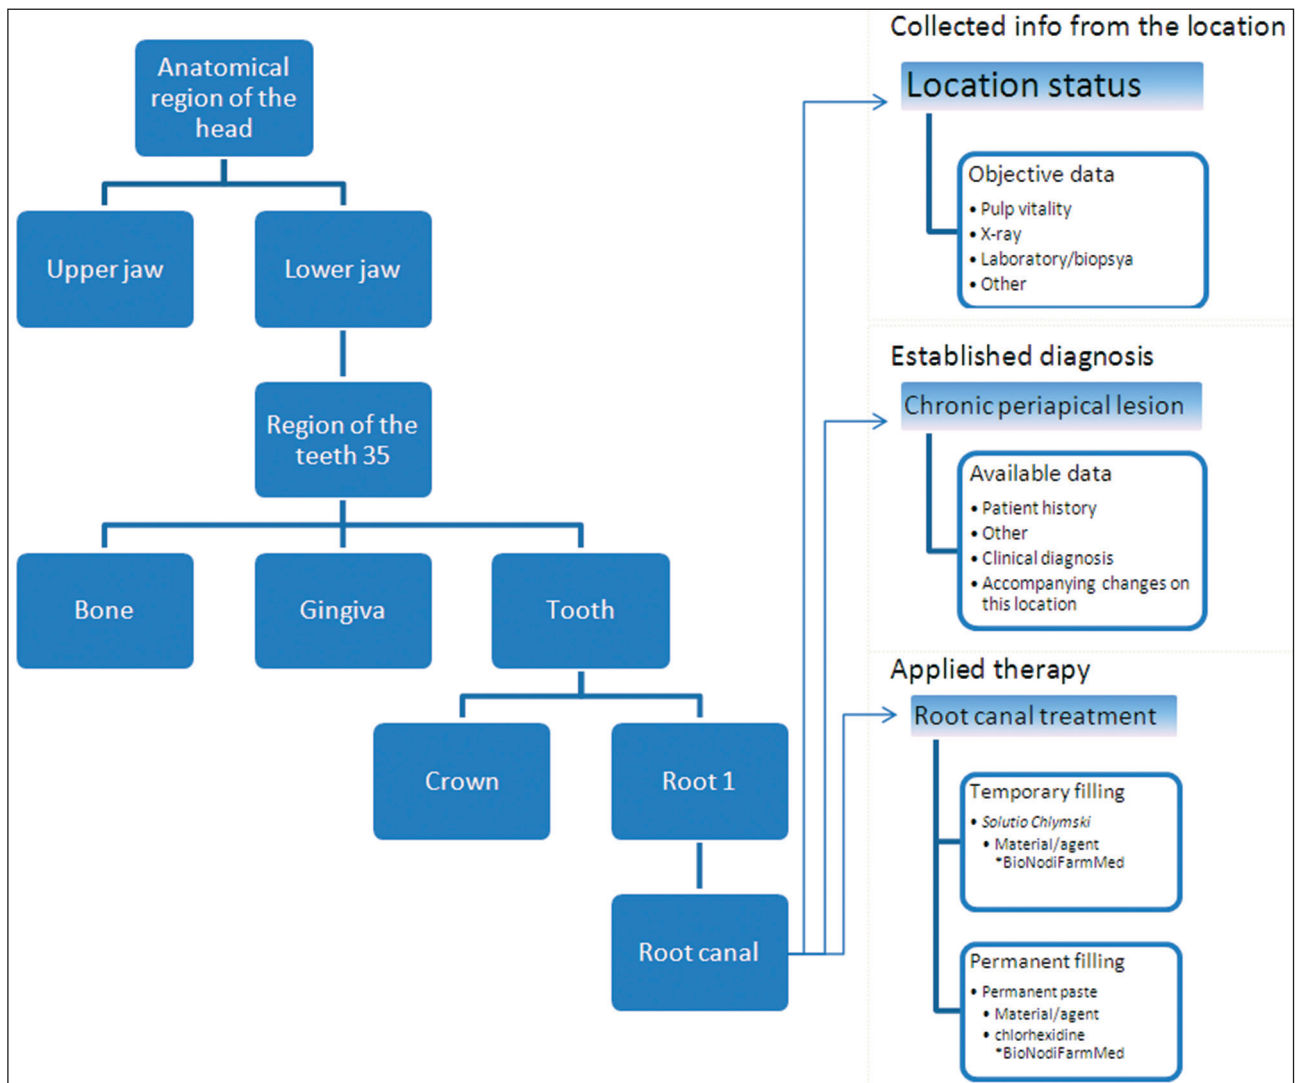 Anatomical
region of the
head
Upper jaw
Lower jaw
Region of the
teeth 35
Bone
Gingiva
Tooth
Crown
Root 1
Root canal
Collected info from the location
Location status
Objective data
• Pulp vitality
• X-ray
• Laboratory/biopsya
• Other
Established diagnosis
Chronic periapical lesion
Available data
• Patient history
• Other
• Clinical diagnosis
• Accompanying changes on
this location
Applied therapy
Root canal treatment
Temporary filling
• Solutio Chlymski
• Material/agent
*BioNodiFarmMed
Permanent filling
• Permanent paste
• Material/agent
• chlorhexidine
*BioNodiFarmMed